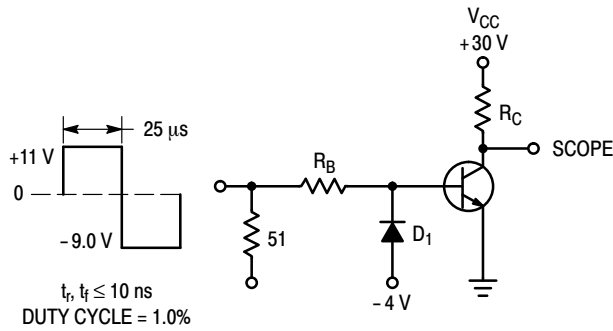 V_CC
+30 V
R_C
SCOPE
25 μs
+11 V
0
−9.0 V
R_B
51
D_1
−4 V
t_r, t_f ≤ 10 ns
DUTY CYCLE = 1.0%